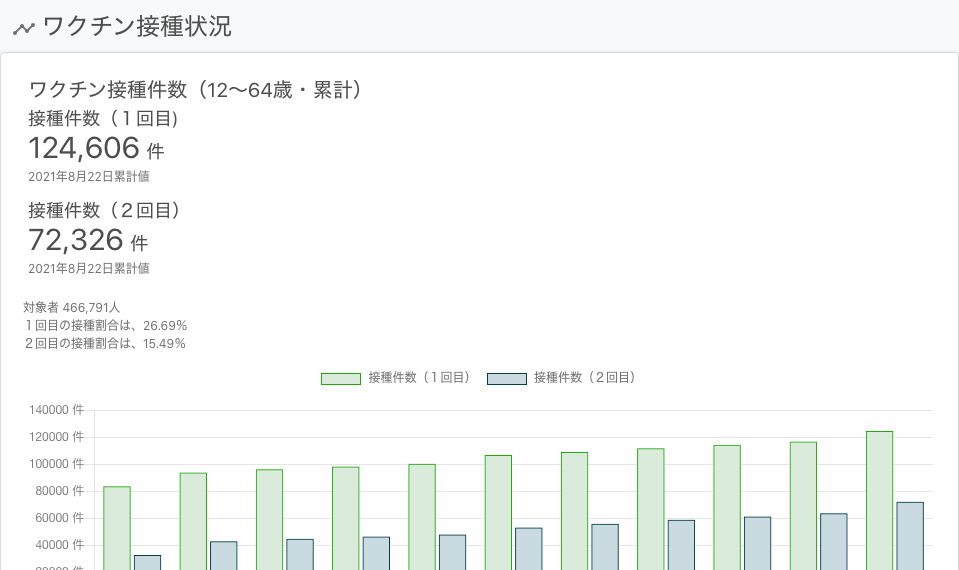 ワクチン接種状況
ワクチン接種件数（12〜64歳・累計）
接種件数（１回目)
124,606 件
2021年8月22日累計値
接種件数（２回目）
72,326 件
2021年8月22日累計値
対象者 466,791人
１回目の接種割合は、26.69%
２回目の接種割合は、15.49%
接種件数（１回目） 接種件数（２回目）
140000 件
120000 件
100000 件
80000 件
60000 件
40000 件
20000 件